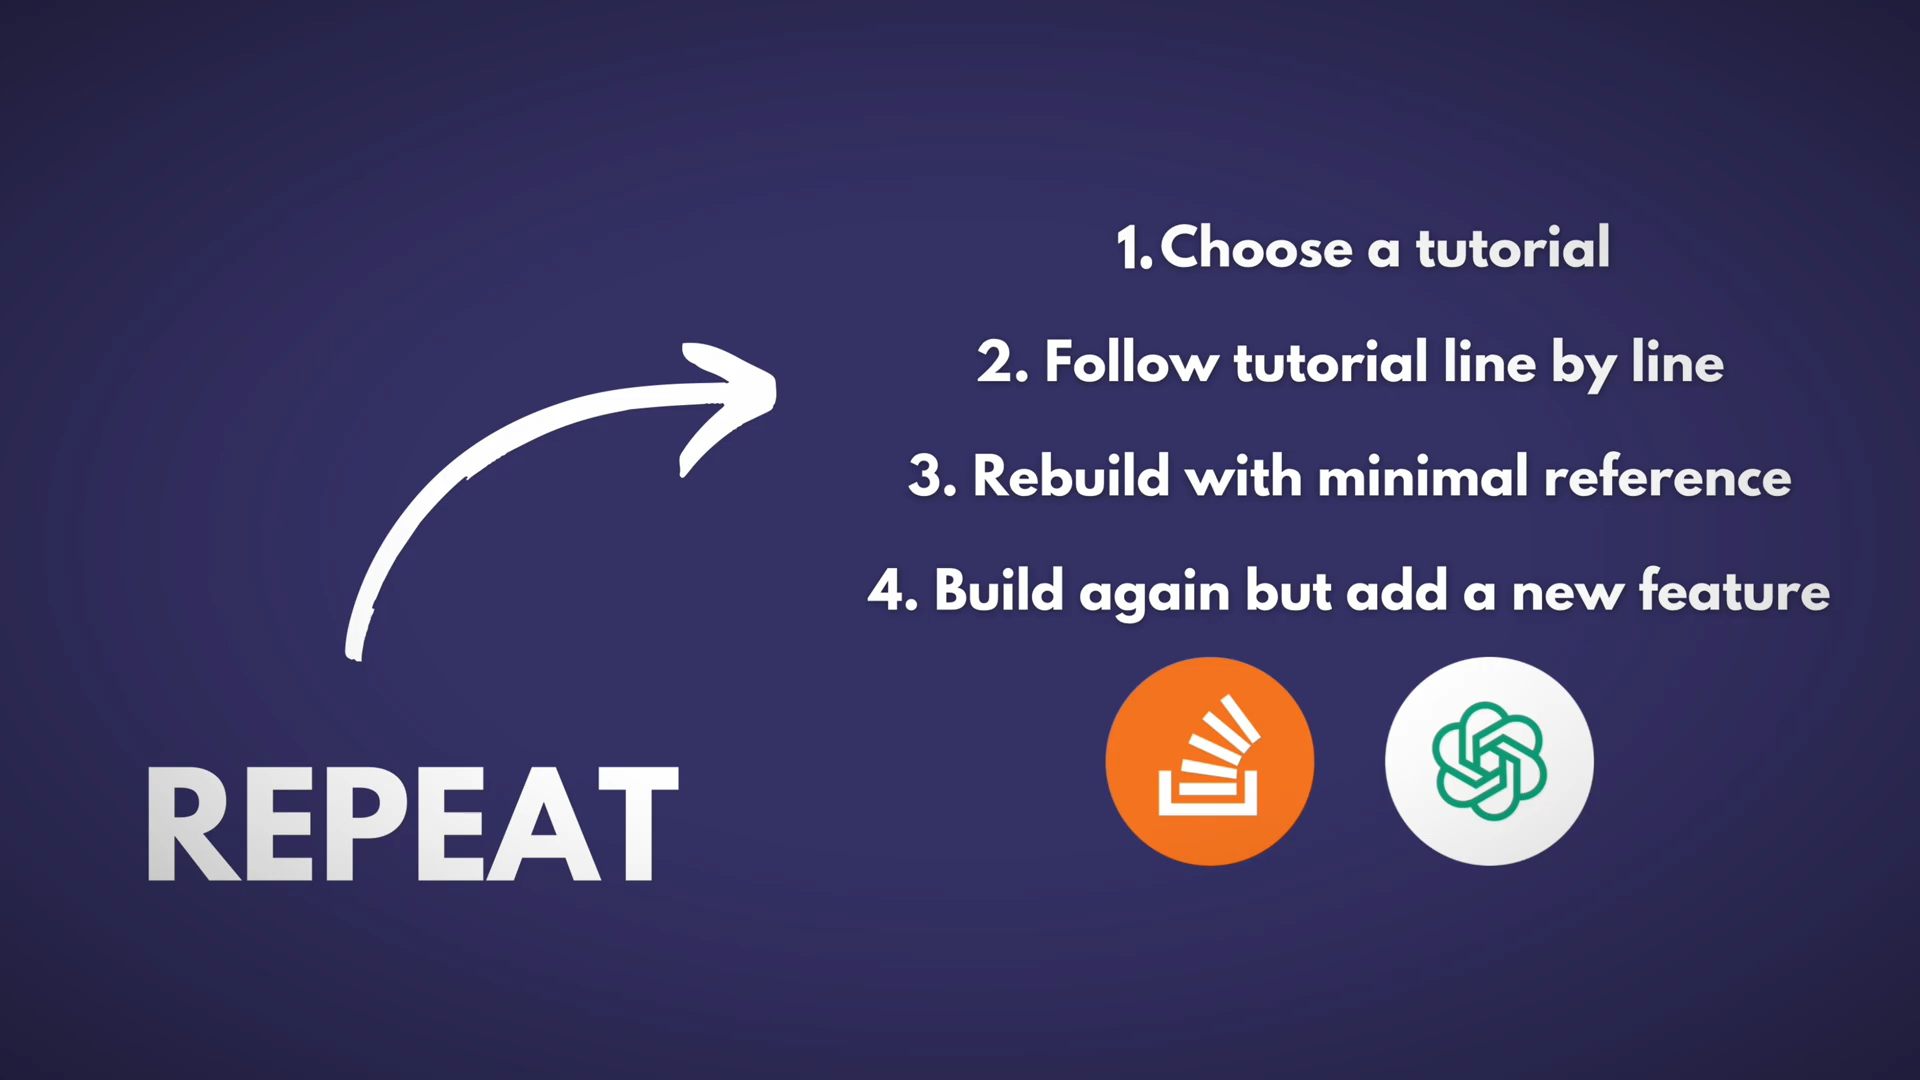 1. Choose a tutorial
2. Follow tutorial line by line
3. Rebuild with minimal reference
4. Build again but add a new feature
REPEAT